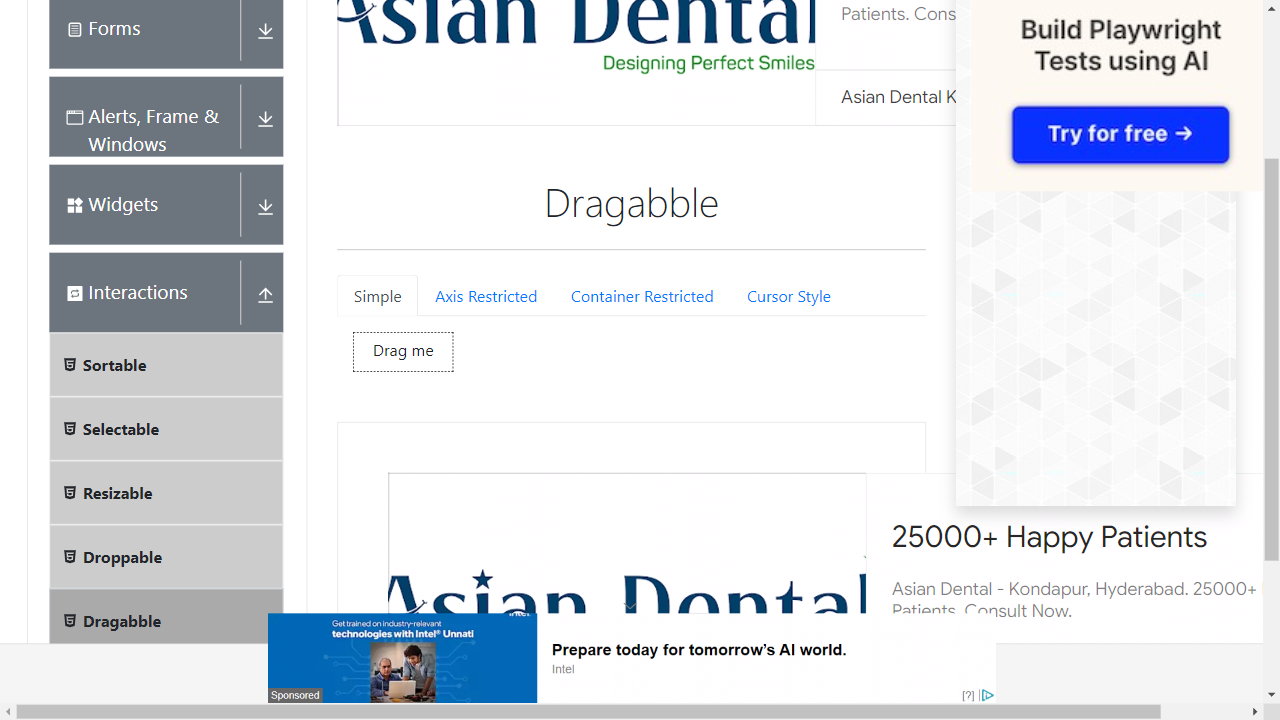 Forms
Alerts, Frame &
Windows
Widgets
Interactions
Sortable
Selectable
Resizable
Droppable
Dragabble
Asian Dental
Designing Perfect Smiles
Patients. Cons
Asian Dental K
Dragabble
Simple
Axis Restricted
Container Restricted
Cursor Style
Drag me
Asian Dental
25000+ Happy Patients
Asian Dental - Kondapur, Hyderabad. 25000+
Patients. Consult Now.
Build Playwright
Tests using AI
Try for free →
Get trained on industry-relevant
technologies with Intel® Unnati
Sponsored
Prepare today for tomorrow's AI world.
Intel
[?]